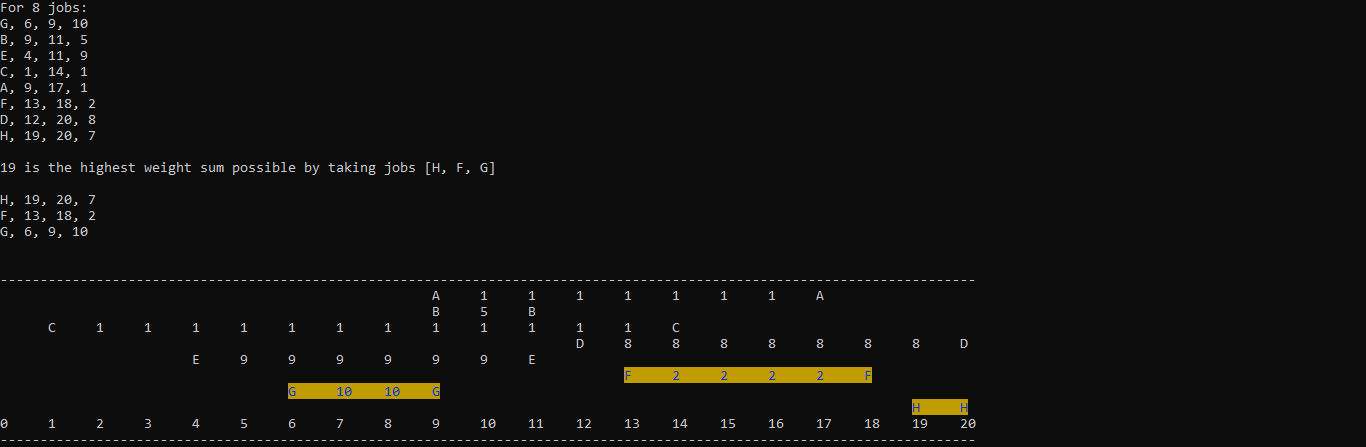 For 8 jobs:
G, 6, 9, 10
B, 9, 11, 5
E, 4, 11, 9
C, 1, 14, 1
A, 9, 17, 1
F, 13, 18, 2
D, 12, 20, 8
H, 19, 20, 7
19 is the highest weight sum possible by taking jobs [H, F, G]
H, 19, 20, 7
F, 13, 18, 2
G, 6, 9, 10
--------------------------------------------------------------------------------------------------------------------------
A 1 1 1 1 1 1 1 A
B 5 B
C 1 1 1 1 1 1 1 1 1 1 1 1 C
D 8 8 8 8 8 8 8 D
E 9 9 9 9 9 9 E
F 2 2 2 2 F
G 10 10 G
H H
0 1 2 3 4 5 6 7 8 9 10 11 12 13 14 15 16 17 18 19 20
--------------------------------------------------------------------------------------------------------------------------